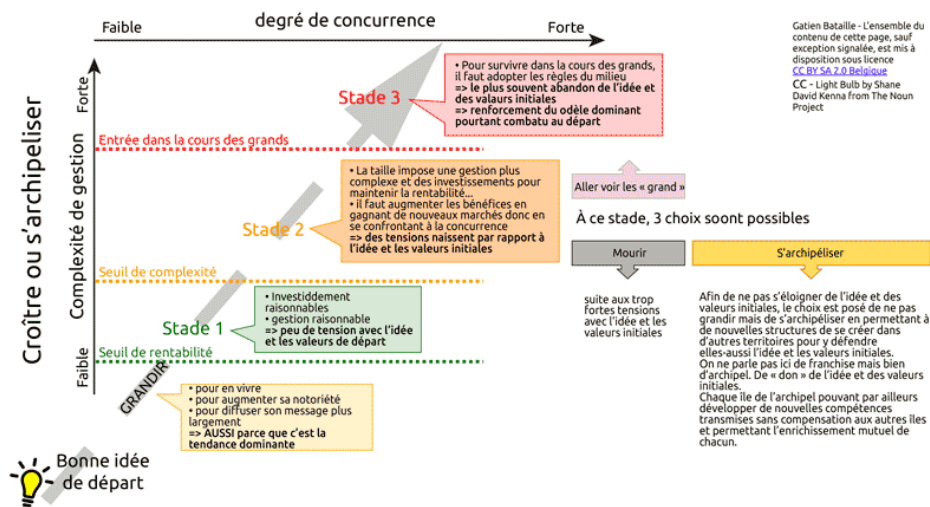 Croître ou s'archipeliser
Faible
degré de concurrence
Forte
Gatien Bataille - L'ensemble du
contenu de cette page, sauf
exception signalée, est mis à
disposition sous licence
CC BY SA 2.0 Belgique
CC - Light Bulb by Shane
David Kenna from The Noun
Project
Forte
Complexité de gestion
Faible
Stade 3
• Pour survivre dans la cours des grands,
il faut adopter les règles du milieu
=> le plus souvent abandon de l'idée et
des valeurs initiales
=> renforcement du odèle dominant
pourtant combatu au départ
Entrée dans la cours des grands
Stade 2
• La taille impose une gestion plus
complexe et des investissements pour
maintenir la rentabilité...
• il faut augmenter les bénéfices en
gagnant de nouveaux marchés donc en
se confrontant à la concurrence
=> des tensions naissent par rapport à
l'idée et les valeurs initiales
Aller voir les « grand »
À ce stade, 3 choix soont possibles
Mourir
suite aux trop
fortes tensions
avec l'idée et les
valeurs initiales
S'archipéliser
Afin de ne pas s'éloigner de l'idée et des
valeurs initiales, le choix est posé de ne pas
grandir mais de s'archipéliser en permettant à
de nouvelles structures de se créer dans
d'autres territoires pour y défendre
elles-aussi l'idée et les valeurs initiales.
On ne parle pas ici de franchise mais bien
d'archipel. De « don » de l'idée et des valeurs
initiales.
Chaque île de l'archipel pouvant par ailleurs
développer de nouvelles compétences
transmises sans compensation aux autres îles
et permettant l'enrichissement mutuel de
chacun.
Seuil de complexité
Stade 1
• Investiddement
raisonnables
• gestion raisonnable
=> peu de tension avec l'idée
et les valeurs de départ
Seuil de rentabilité
GRANDIR
• pour en vivre
• pour augmenter sa notoriété
• pour diffuser son message plus
largement
=> AUSSI parce que c'est la
tendance dominante
Bonne idée
de départ